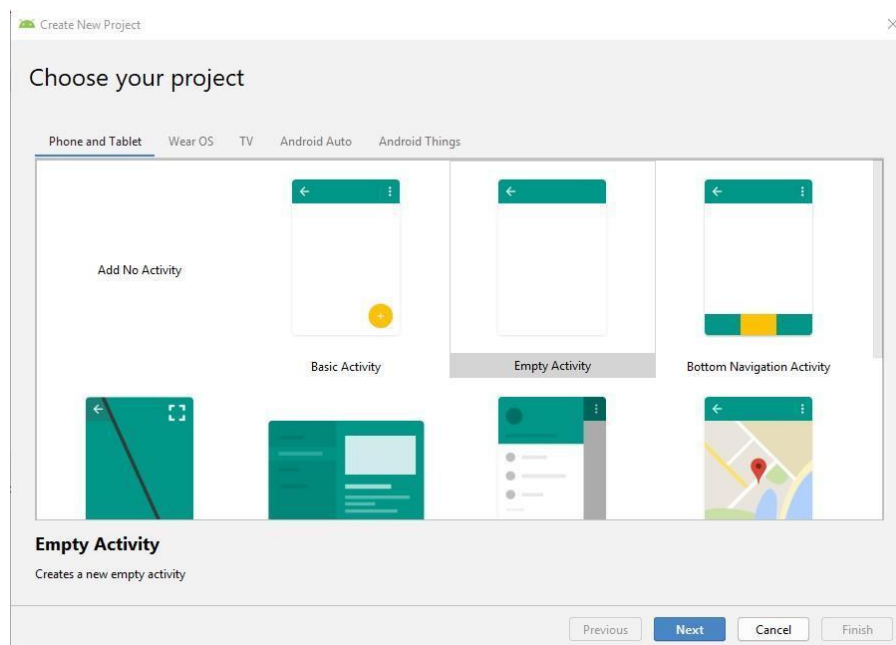 Create New Project
Choose your project
Phone and Tablet Wear OS TV Android Auto Android Things
Add No Activity
Basic Activity Empty Activity Bottom Navigation Activity
Empty Activity
Creates a new empty activity
Previous Next Cancel Finish